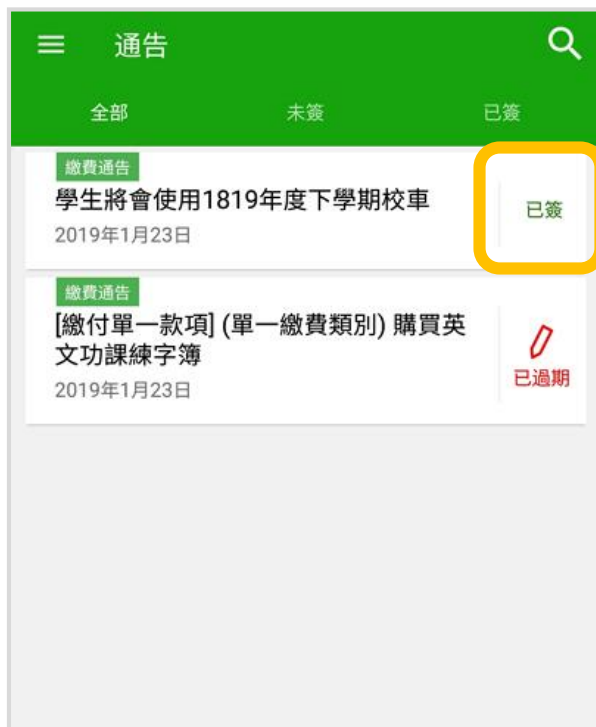 通告
全部 未簽 已簽
繳費通告
學生將會使用1819年度下學期校車
已簽
2019年1月23日
繳費通告
[繳付單一款項] (單一繳費類別) 購買英
文功課練字簿
已過期
2019年1月23日